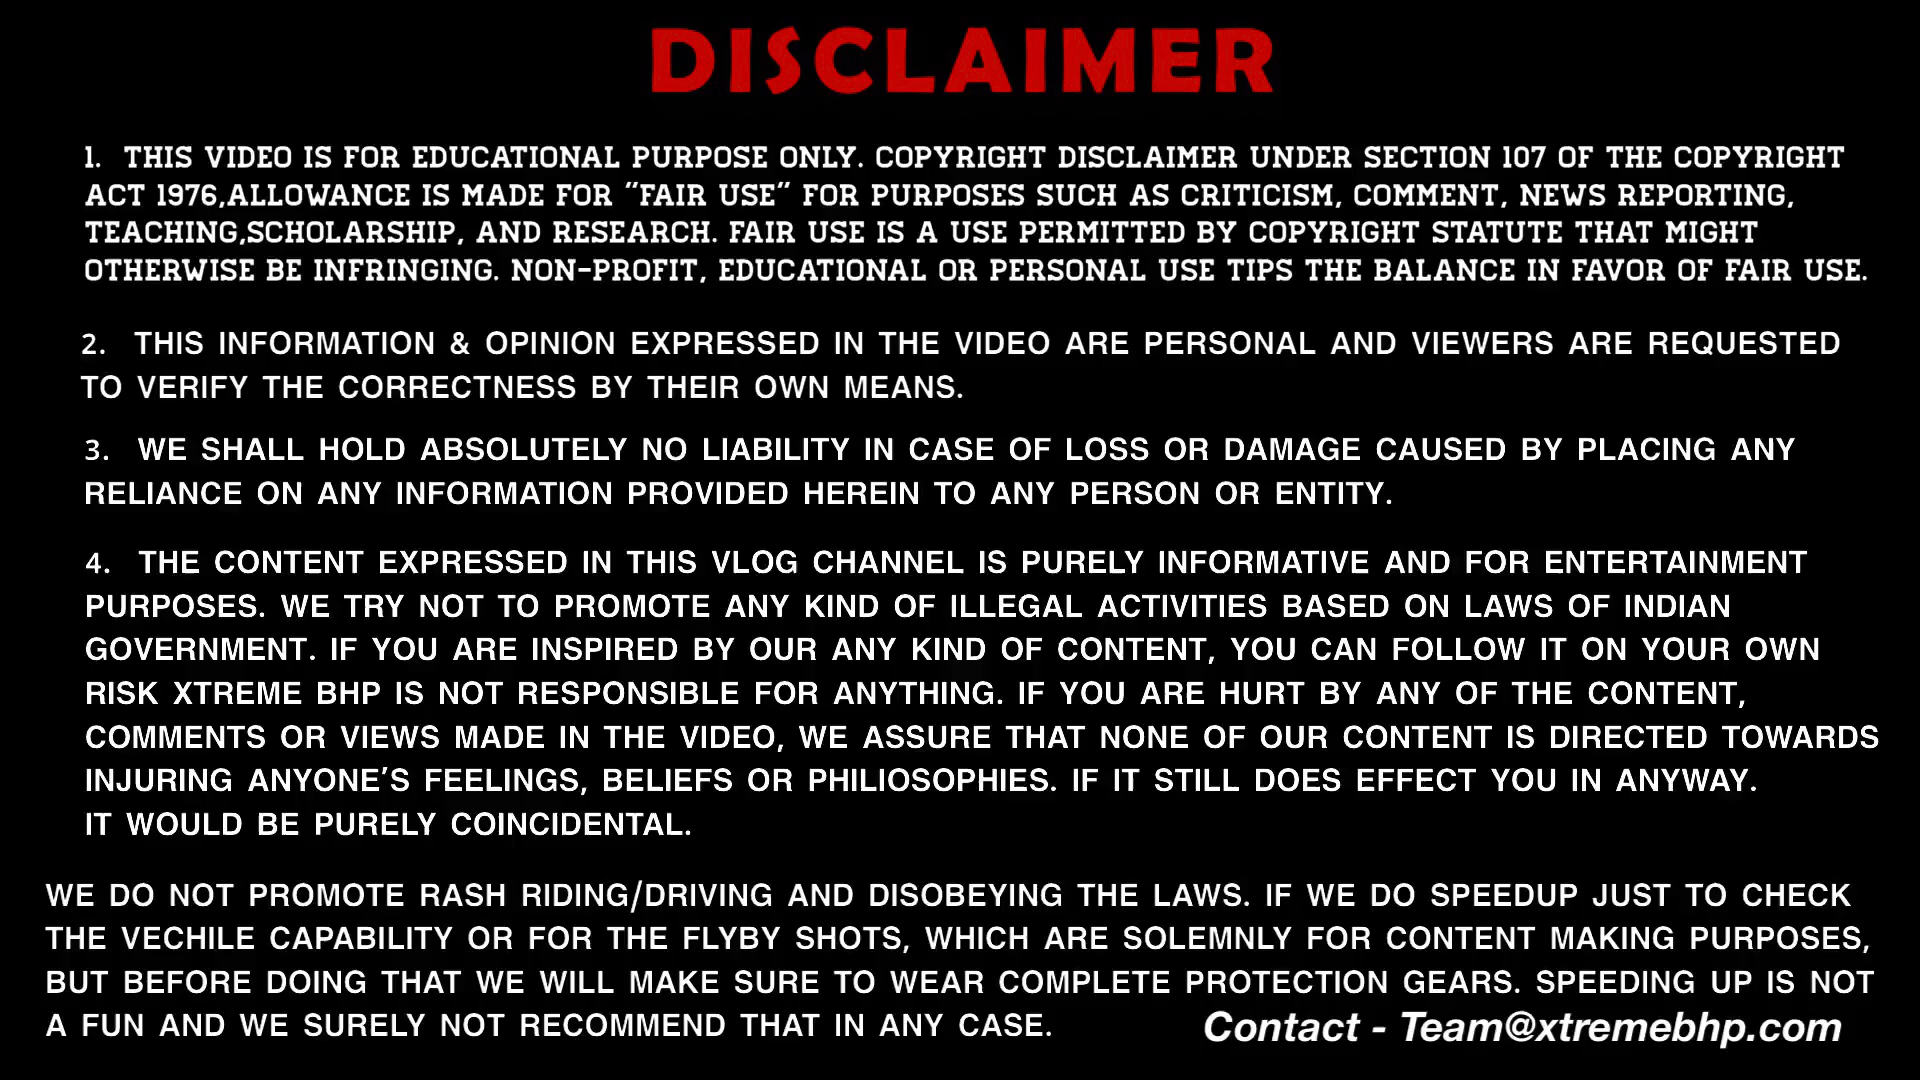 DISCLAIMER
1. THIS VIDEO IS FOR EDUCATIONAL PURPOSE ONLY. COPYRIGHT DISCLAIMER UNDER SECTION 107 OF THE COPYRIGHT
ACT 1976,ALLOWANCE IS MADE FOR "FAIR USE" FOR PURPOSES SUCH AS CRITICISM, COMMENT, NEWS REPORTING,
TEACHING,SCHOLARSHIP, AND RESEARCH. FAIR USE IS A USE PERMITTED BY COPYRIGHT STATUTE THAT MIGHT
OTHERWISE BE INFRINGING. NON-PROFIT, EDUCATIONAL OR PERSONAL USE TIPS THE BALANCE IN FAVOR OF FAIR USE.
2. THIS INFORMATION & OPINION EXPRESSED IN THE VIDEO ARE PERSONAL AND VIEWERS ARE REQUESTED
TO VERIFY THE CORRECTNESS BY THEIR OWN MEANS.
3. WE SHALL HOLD ABSOLUTELY NO LIABILITY IN CASE OF LOSS OR DAMAGE CAUSED BY PLACING ANY
RELIANCE ON ANY INFORMATION PROVIDED HEREIN TO ANY PERSON OR ENTITY.
4. THE CONTENT EXPRESSED IN THIS VLOG CHANNEL IS PURELY INFORMATIVE AND FOR ENTERTAINMENT
PURPOSES. WE TRY NOT TO PROMOTE ANY KIND OF ILLEGAL ACTIVITIES BASED ON LAWS OF INDIAN
GOVERNMENT. IF YOU ARE INSPIRED BY OUR ANY KIND OF CONTENT, YOU CAN FOLLOW IT ON YOUR OWN
RISK XTREME BHP IS NOT RESPONSIBLE FOR ANYTHING. IF YOU ARE HURT BY ANY OF THE CONTENT,
COMMENTS OR VIEWS MADE IN THE VIDEO, WE ASSURE THAT NONE OF OUR CONTENT IS DIRECTED TOWARDS
INJURING ANYONE'S FEELINGS, BELIEFS OR PHILIOSOPHIES. IF IT STILL DOES EFFECT YOU IN ANYWAY.
IT WOULD BE PURELY COINCIDENTAL.
WE DO NOT PROMOTE RASH RIDING/DRIVING AND DISOBEYING THE LAWS. IF WE DO SPEEDUP JUST TO CHECK
THE VECHILE CAPABILITY OR FOR THE FLYBY SHOTS, WHICH ARE SOLEMNLY FOR CONTENT MAKING PURPOSES,
BUT BEFORE DOING THAT WE WILL MAKE SURE TO WEAR COMPLETE PROTECTION GEARS. SPEEDING UP IS NOT
A FUN AND WE SURELY NOT RECOMMEND THAT IN ANY CASE.
Contact - Team@xtremebhp.com